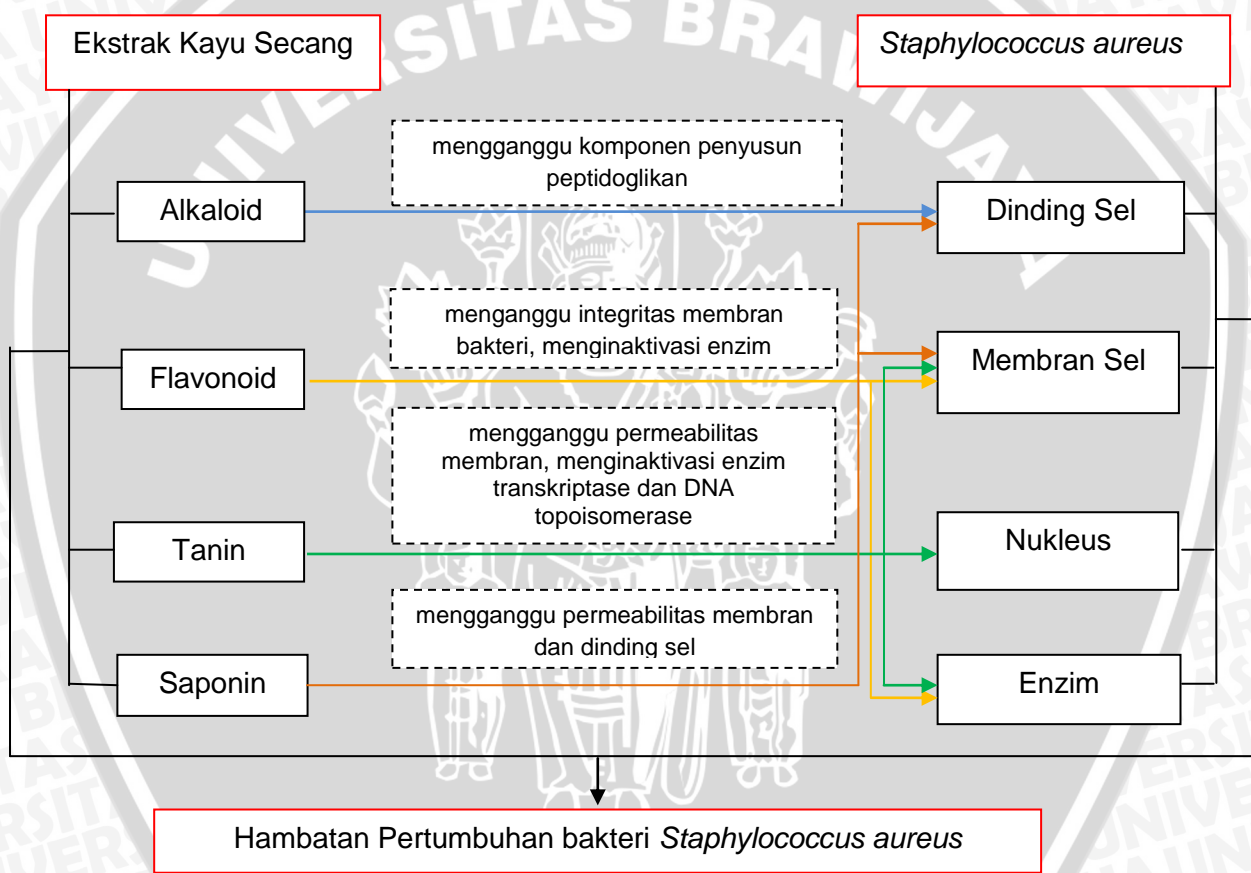 UNIVERSITAS BRAWIJAYA
Ekstrak Kayu Secang
Staphylococcus aureus
mengganggu komponen penyusun
peptidoglikan
Alkaloid
Dinding Sel
menganggu integritas membran
bakteri, menginaktivasi enzim
Flavonoid
Membran Sel
mengganggu permeabilitas
membran, menginaktivasi enzim
transkriptase dan DNA
topoisomerase
Tanin
Nukleus
mengganggu permeabilitas membran
dan dinding sel
Saponin
Enzim
Hambatan Pertumbuhan bakteri Staphylococcus aureus